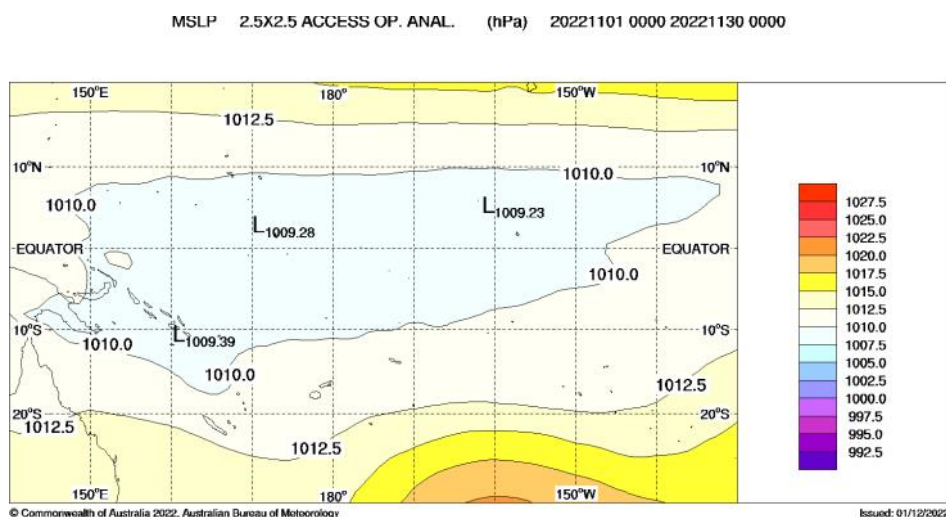 MSLP 2.5X2.5 ACCESS OP. ANAL. (hPa) 20221101 0000 20221130 0000
150°E 180° 150°W
1012.5
10°N 1010.0 10°N
1010.0 L1009.28 L1009.23
EQUATOR EQUATOR
1010.0
10°S 1010.0 L1009.39 10°S
1010.0 1012.5
20°S 20°S
1012.5 1012.5
150°E 180° 150°W
1027.5
1025.0
1022.5
1020.0
1017.5
1015.0
1012.5
1010.0
1007.5
1005.0
1002.5
1000.0
997.5
995.0
992.5
© Commonwealth of Australia 2022, Australian Bureau of Meteorology Issued: 01/12/2022